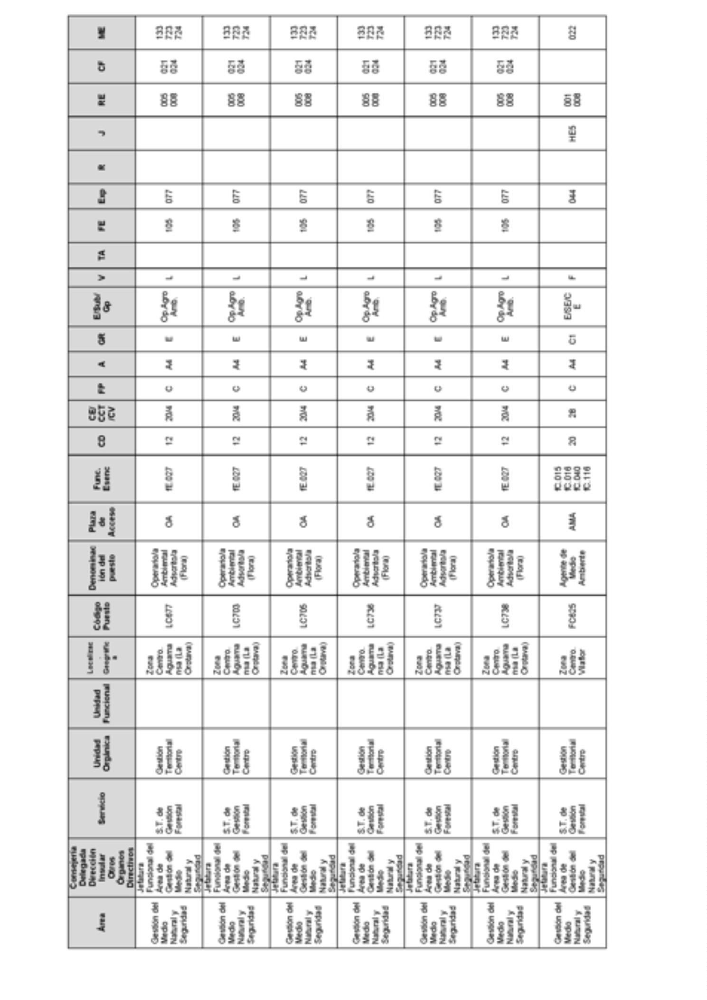 Área
Consejería
Delegada
Dirección
Insular
Otros
Órganos
Directivos
Servicio
Unidad
Orgánica
Unidad
Funcional
Localizac
.
Geográfic
a
Código
Puesto
Denominac
ión del
puesto
Plaza
de
Acceso
Func.
Esenc
CD
CE/
CCT
/CV
FP
A
GR
E/Sub/
Gp
V
TA
FE
Exp
R
J
RE
CF
ME
Gestión del
Medio
Natural y
Seguridad
Jefatura
Funcional del
Área de
Gestión del
Medio
Natural y
Seguridad
S.T. de
Gestión
Forestal
Gestión
Territorial
Centro
Zona
Centro.
Aguama
nsa (La
Orotava)
LC677
Operario/a
Ambiental
Adscrito/a
(Flora)
OA
fE.027
12
20/4
C
A4
E
Op.Agro
Amb.
L
105
077
005
008
021
024
133
723
724
Gestión del
Medio
Natural y
Seguridad
Jefatura
Funcional del
Área de
Gestión del
Medio
Natural y
Seguridad
S.T. de
Gestión
Forestal
Gestión
Territorial
Centro
Zona
Centro.
Aguama
nsa (La
Orotava)
LC703
Operario/a
Ambiental
Adscrito/a
(Flora)
OA
fE.027
12
20/4
C
A4
E
Op.Agro
Amb.
L
105
077
005
008
021
024
133
723
724
Gestión del
Medio
Natural y
Seguridad
Jefatura
Funcional del
Área de
Gestión del
Medio
Natural y
Seguridad
S.T. de
Gestión
Forestal
Gestión
Territorial
Centro
Zona
Centro.
Aguama
nsa (La
Orotava)
LC705
Operario/a
Ambiental
Adscrito/a
(Flora)
OA
fE.027
12
20/4
C
A4
E
Op.Agro
Amb.
L
105
077
005
008
021
024
133
723
724
Gestión del
Medio
Natural y
Seguridad
Jefatura
Funcional del
Área de
Gestión del
Medio
Natural y
Seguridad
S.T. de
Gestión
Forestal
Gestión
Territorial
Centro
Zona
Centro.
Aguama
nsa (La
Orotava)
LC736
Operario/a
Ambiental
Adscrito/a
(Flora)
OA
fE.027
12
20/4
C
A4
E
Op.Agro
Amb.
L
105
077
005
008
021
024
133
723
724
Gestión del
Medio
Natural y
Seguridad
Jefatura
Funcional del
Área de
Gestión del
Medio
Natural y
Seguridad
S.T. de
Gestión
Forestal
Gestión
Territorial
Centro
Zona
Centro.
Aguama
nsa (La
Orotava)
LC737
Operario/a
Ambiental
Adscrito/a
(Flora)
OA
fE.027
12
20/4
C
A4
E
Op.Agro
Amb.
L
105
077
005
008
021
024
133
723
724
Gestión del
Medio
Natural y
Seguridad
Jefatura
Funcional del
Área de
Gestión del
Medio
Natural y
Seguridad
S.T. de
Gestión
Forestal
Gestión
Territorial
Centro
Zona
Centro.
Aguama
nsa (La
Orotava)
LC738
Operario/a
Ambiental
Adscrito/a
(Flora)
OA
fE.027
12
20/4
C
A4
E
Op.Agro
Amb.
L
105
077
005
008
021
024
133
723
724
Gestión del
Medio
Natural y
Seguridad
Jefatura
Funcional del
Área de
Gestión del
Medio
Natural y
Seguridad
S.T. de
Gestión
Forestal
Gestión
Territorial
Centro
Zona
Centro.
Vilaflor
FC625
Agente de
Medio
Ambiente
AMA
fC.015
fC.016
fC.040
fC.116
20
28
C
A4
C1
E/SE/C
E
F
044
HE5
001
008
022